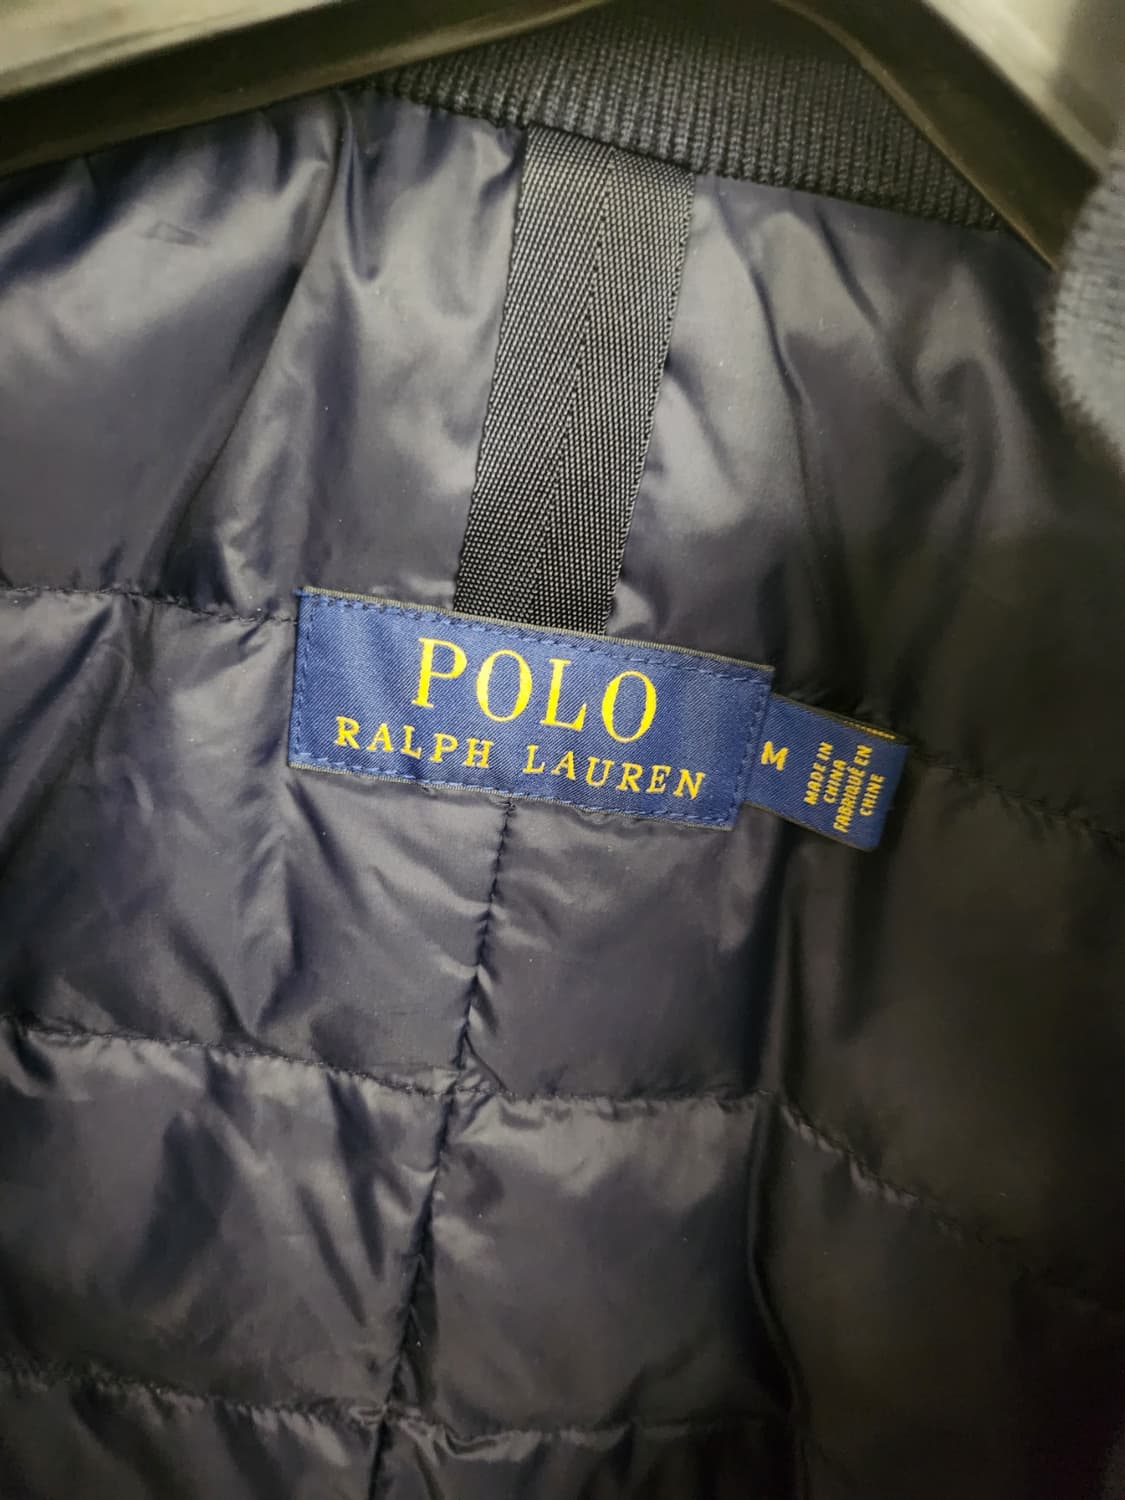 POLO
RALPH LAUREN
M
MADE IN
CHINA
FABRIQUÉ EN
CHINE